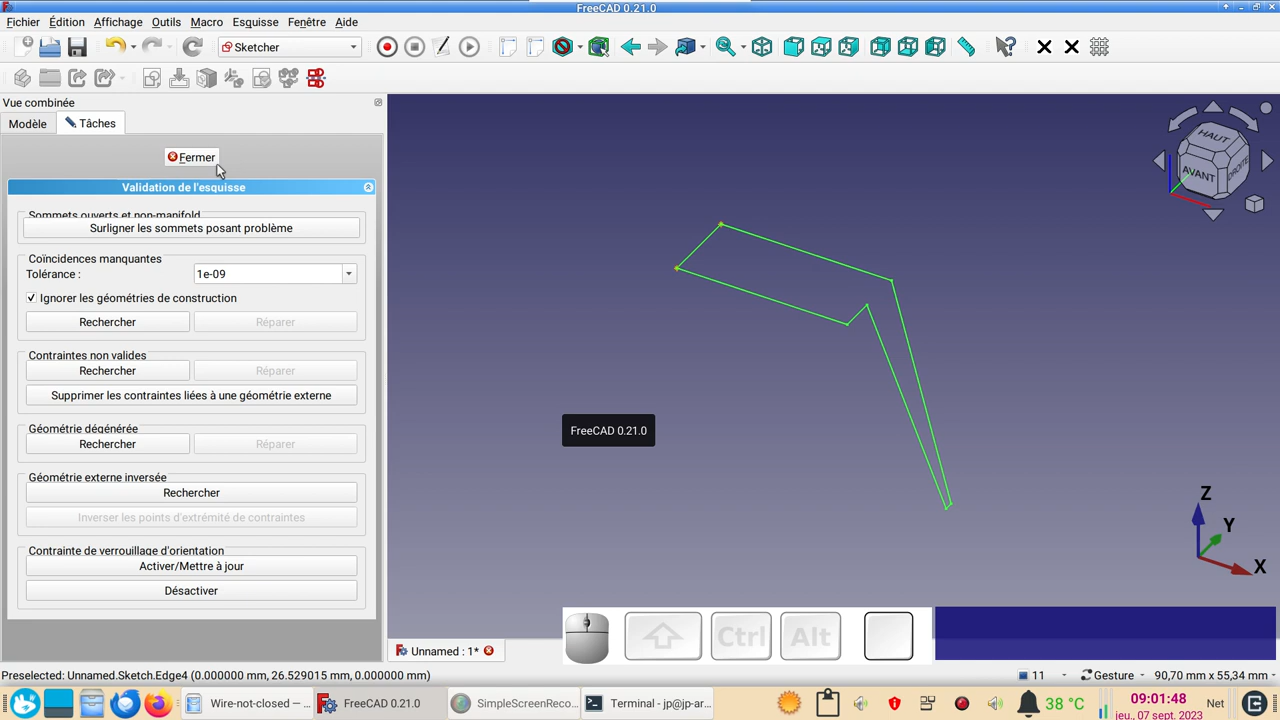 FreeCAD 0.21.0
Fichier Édition Affichage Outils Macro Esquisse Fenêtre Aide
Sketcher
Vue combinée
Modèle Tâches
Fermer
Validation de l'esquisse
Sommets ouverts et non-manifold
Surligner les sommets posant problème
Coïncidences manquantes
Tolérance : 1e-09
Ignorer les géométries de construction
Rechercher Réparer
Contraintes non valides
Rechercher Réparer
Supprimer les contraintes liées à une géométrie externe
Géométrie dégénérée
Rechercher Réparer
Géométrie externe inversée
Rechercher
Inverser les points d'extrémité de contraintes
Contrainte de verrouillage d'orientation
Activer/Mettre à jour
Désactiver
HAUT
AVANT
DROITE
FreeCAD 0.21.0
Z
Y
X
Ctrl Alt
Unnamed : 1*
Preselected: Unnamed.Sketch.Edge4 (0.000000 mm, 26.529015 mm, 0.000000 mm)
11 Gesture 90,70 mm x 55,34 mm
Wire-not-closed — ... FreeCAD 0.21.0 SimpleScreenReco... Terminal - jp@jp-ar... 38 °C 09:01:48 Net
jeu., 07 sept. 2023